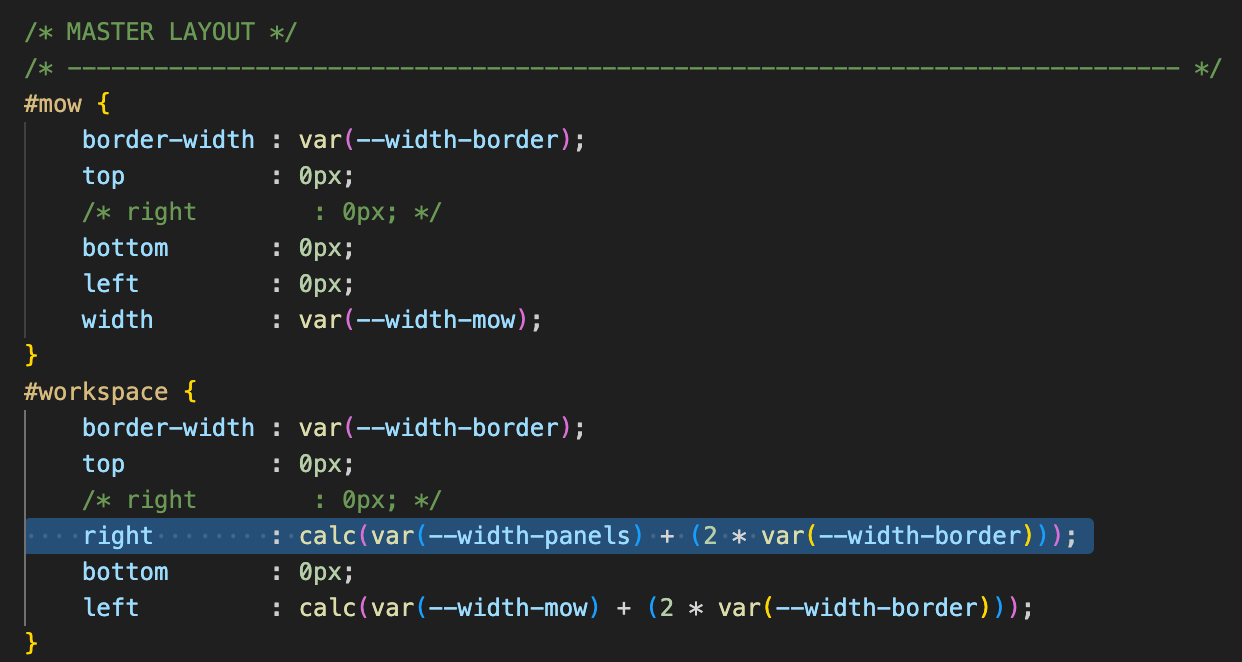 /* MASTER LAYOUT */
/* ----------------------------------------------------------------------------- */
#mow {
    border-width : var(--width-border);
    top          : 0px;
    /* right        : 0px; */
    bottom       : 0px;
    left         : 0px;
    width        : var(--width-mow);
}
#workspace {
    border-width : var(--width-border);
    top          : 0px;
    /* right        : 0px; */
    right        : calc(var(--width-panels) + (2 * var(--width-border)));
    bottom       : 0px;
    left         : calc(var(--width-mow) + (2 * var(--width-border)));
}